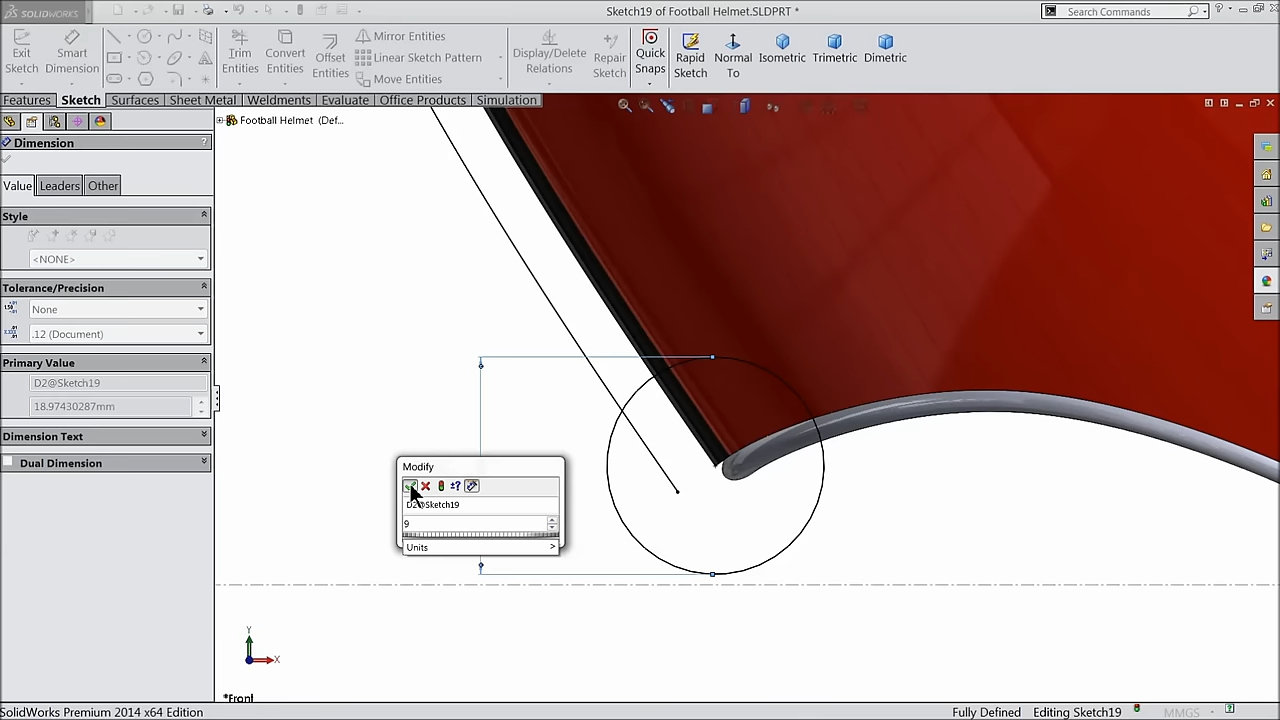 SOLIDWORKS
Sketch19 of Football Helmet.SLDPRT *
Search Commands
Exit Sketch
Smart Dimension
Trim Entities
Convert Entities
Offset Entities
Mirror Entities
Linear Sketch Pattern
Move Entities
Display/Delete Relations
Repair Sketch
Quick Snaps
Rapid Sketch
Normal To
Isometric
Trimetric
Dimetric
Features
Sketch
Surfaces
Sheet Metal
Weldments
Evaluate
Office Products
Simulation
Football Helmet (Def...
Dimension
?
Value
Leaders
Other
Style
<NONE>
Tolerance/Precision
None
.12 (Document)
Primary Value
D2@Sketch19
18.97430287mm
Dimension Text
Dual Dimension
Modify
D2@Sketch19
9
Units >
Y
X
*Front
SolidWorks Premium 2014 x64 Edition
Fully Defined
Editing Sketch19
MMGS